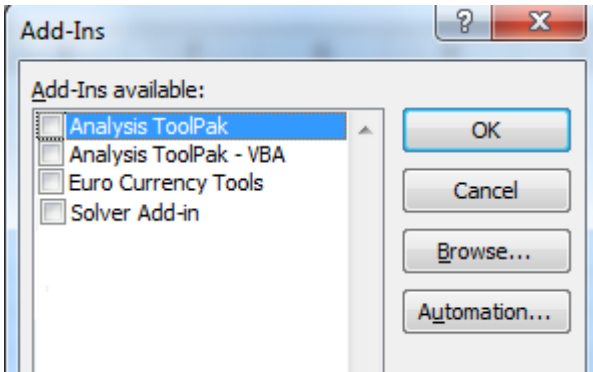 Add-Ins
?
X
Add-Ins available:
Analysis ToolPak
Analysis ToolPak - VBA
Euro Currency Tools
Solver Add-in
OK
Cancel
Browse...
Automation...